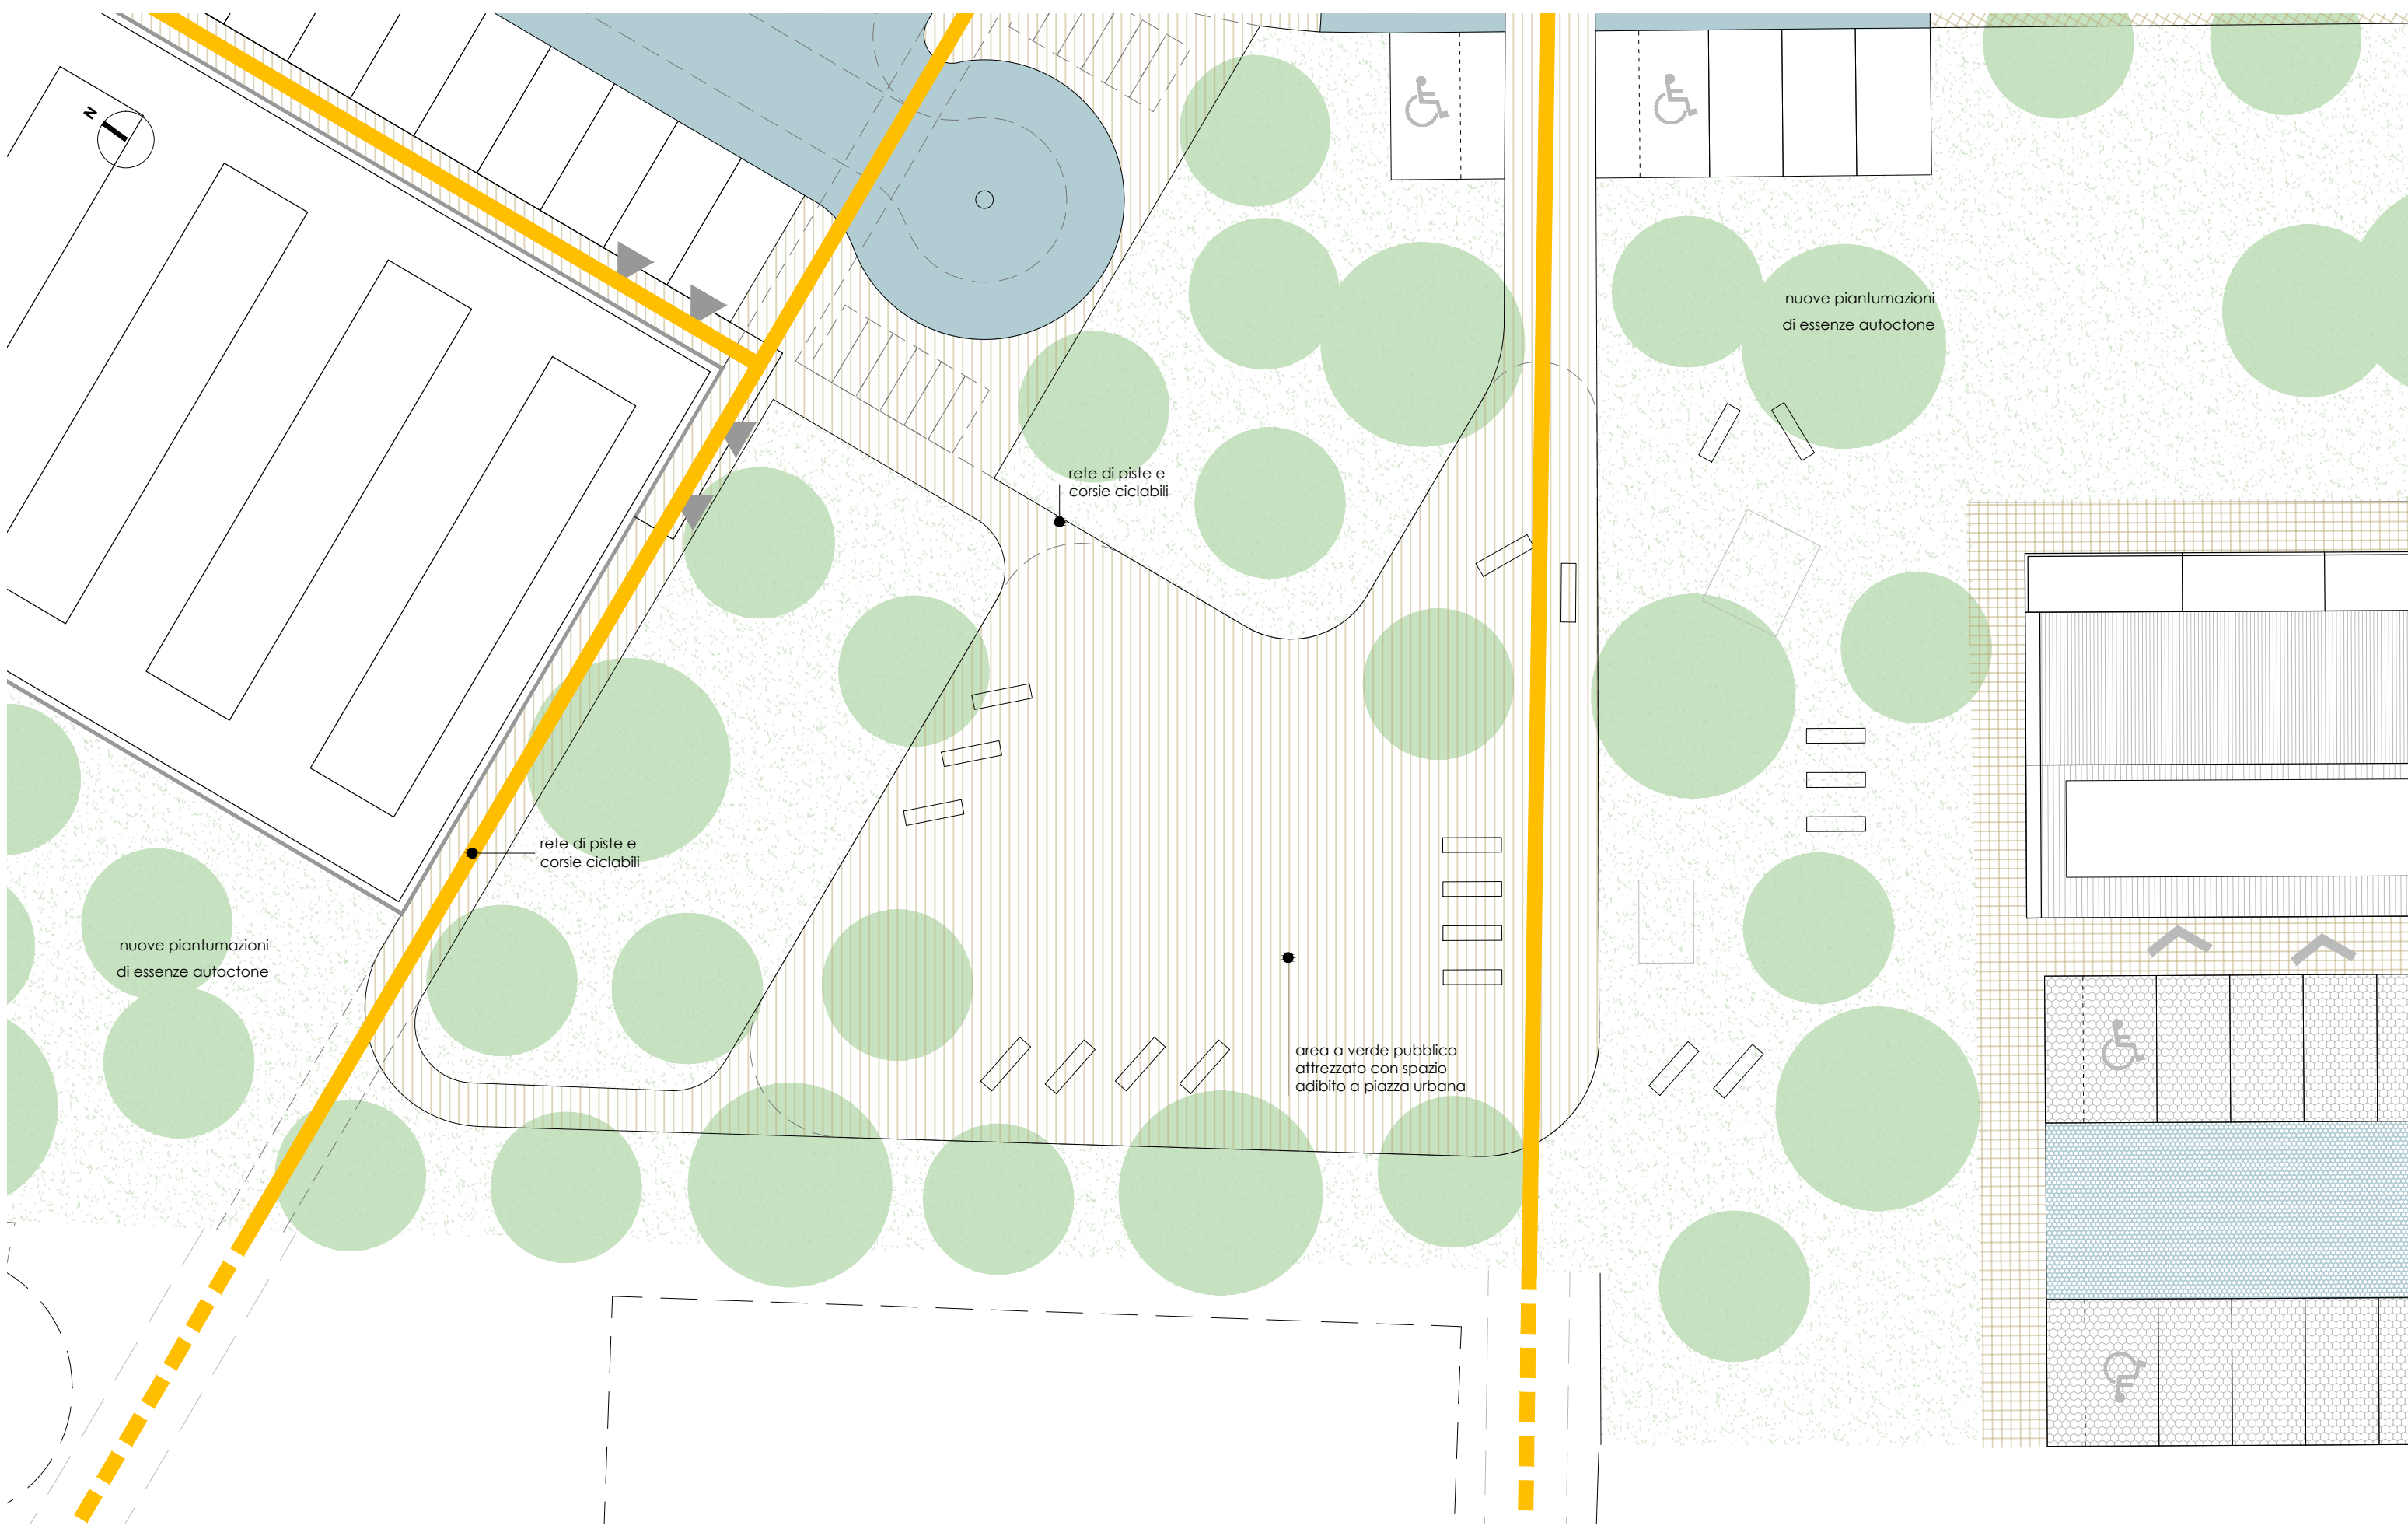 N
nuove piantumazioni
di essenze autoctone
rete di piste e
corsie ciclabili
rete di piste e
corsie ciclabili
nuove piantumazioni
di essenze autoctone
area a verde pubblico
attrezzato con spazio
adibito a piazza urbana